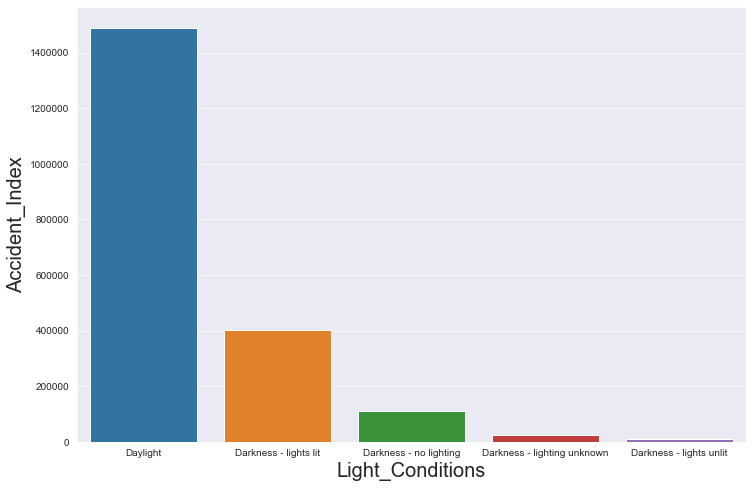 1400000
1200000
1000000
800000
600000
400000
200000
0
Accident_Index
Daylight
Darkness - lights lit
Darkness - no lighting
Darkness - lighting unknown
Darkness - lights unlit
Light_Conditions